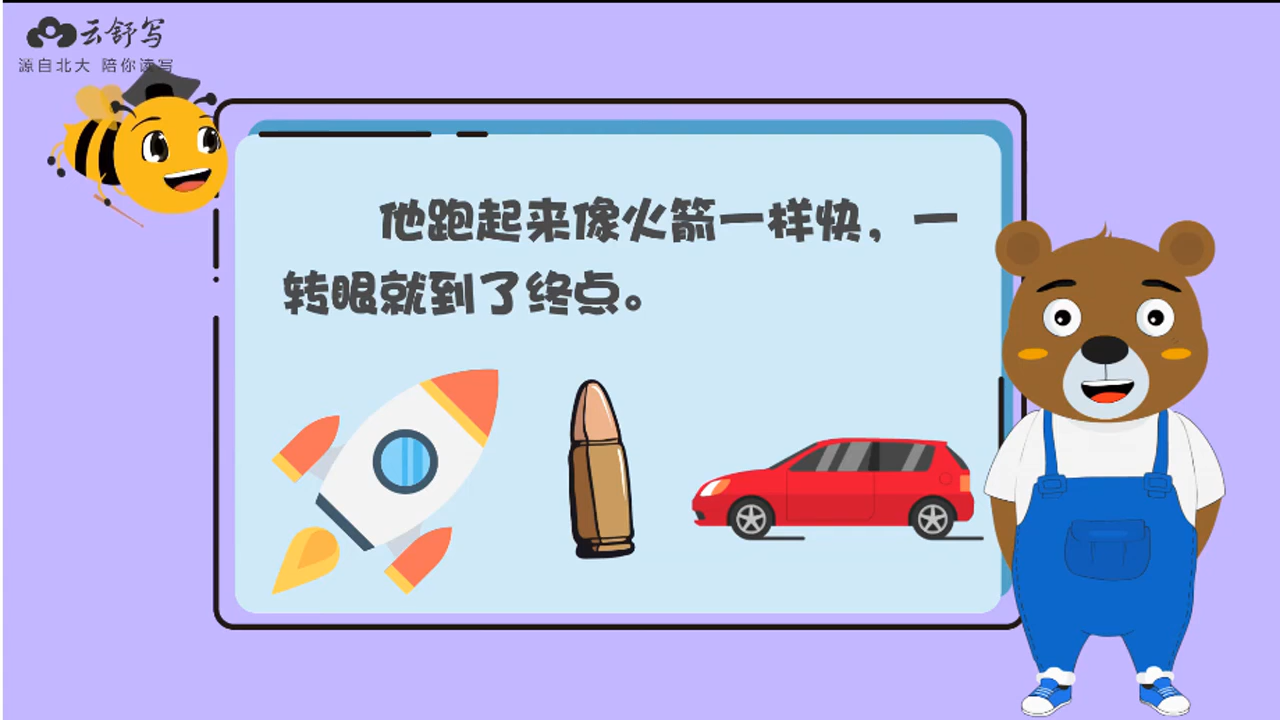 云舒写
源自北大 陪你读写
他跑起来像火箭一样快，一
转眼就到了终点。